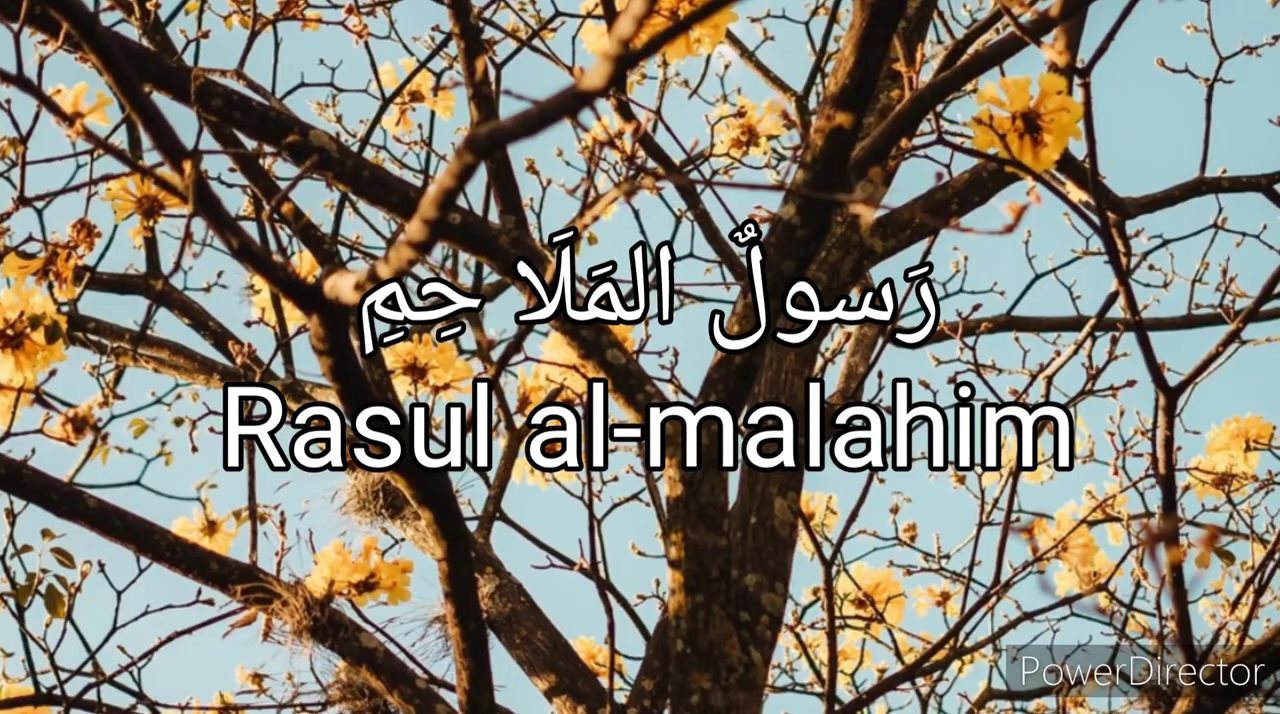 رَسولٌ المَلَا حِمِ
Rasul al-malahim
PowerDirector